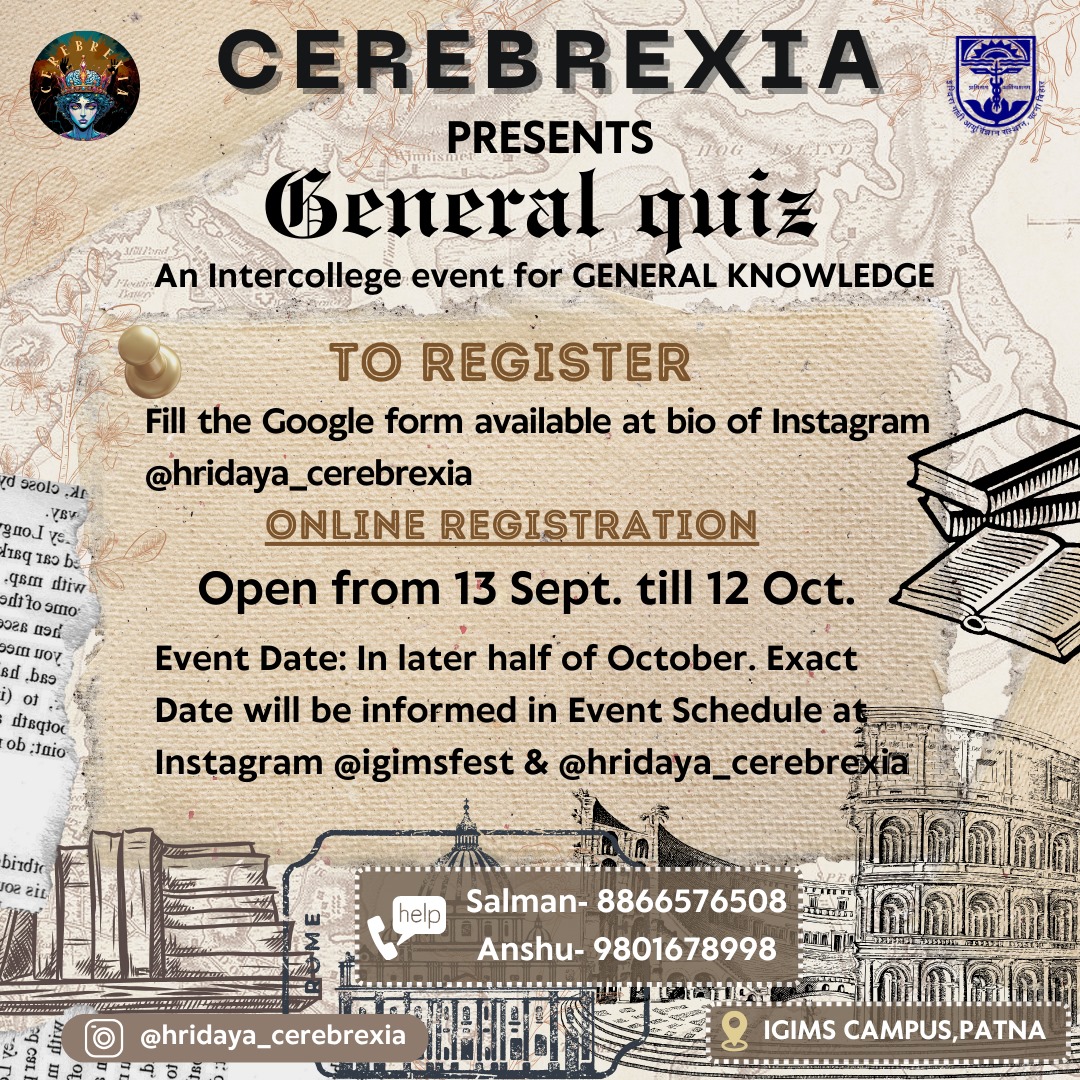 CEREBREXIA
CEREBREXIA
PRESENTS
General quiz
An Intercollege event for GENERAL KNOWLEDGE
TO REGISTER
Fill the Google form available at bio of Instagram
@hridaya_cerebrexia
ONLINE REGISTRATION
Open from 13 Sept. till 12 Oct.
Event Date: In later half of October. Exact
Date will be informed in Event Schedule at
Instagram @igimsfest & @hridaya_cerebrexia
help
Salman- 8866576508
Anshu- 9801678998
ROME
@hridaya_cerebrexia
IGIMS CAMPUS,PATNA